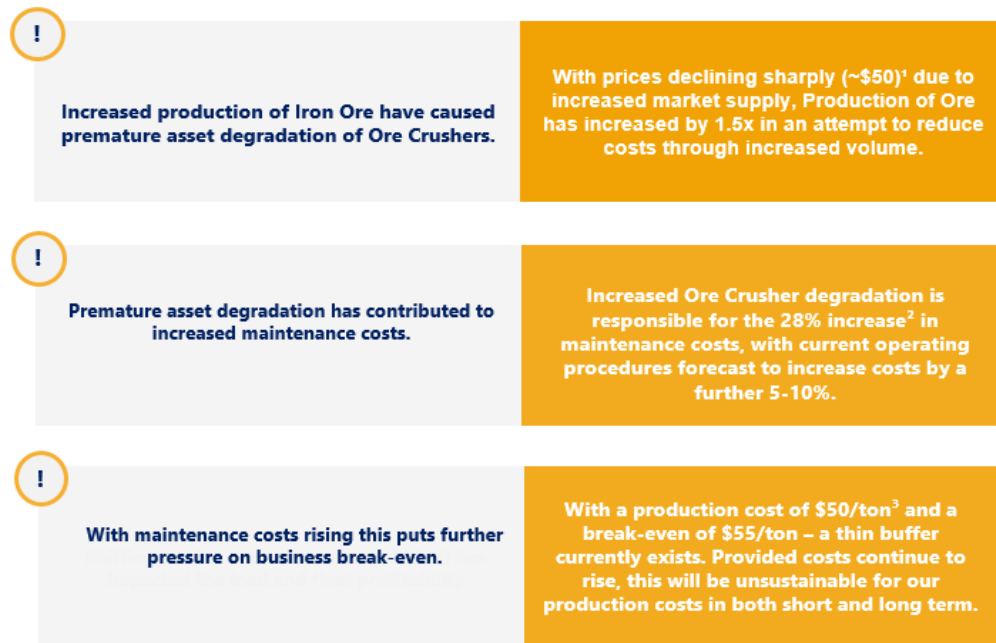 !
Increased production of Iron Ore have caused
premature asset degradation of Ore Crushers.
With prices declining sharply (~$50)¹ due to
increased market supply, Production of Ore
has increased by 1.5x in an attempt to reduce
costs through increased volume.
!
Premature asset degradation has contributed to
increased maintenance costs.
Increased Ore Crusher degradation is
responsible for the 28% increase² in
maintenance costs, with current operating
procedures forecast to increase costs by a
further 5-10%.
!
With maintenance costs rising this puts further
pressure on business break-even.
With a production cost of $50/ton³ and a
break-even of $55/ton – a thin buffer
currently exists. Provided costs continue to
rise, this will be unsustainable for our
production costs in both short and long term.